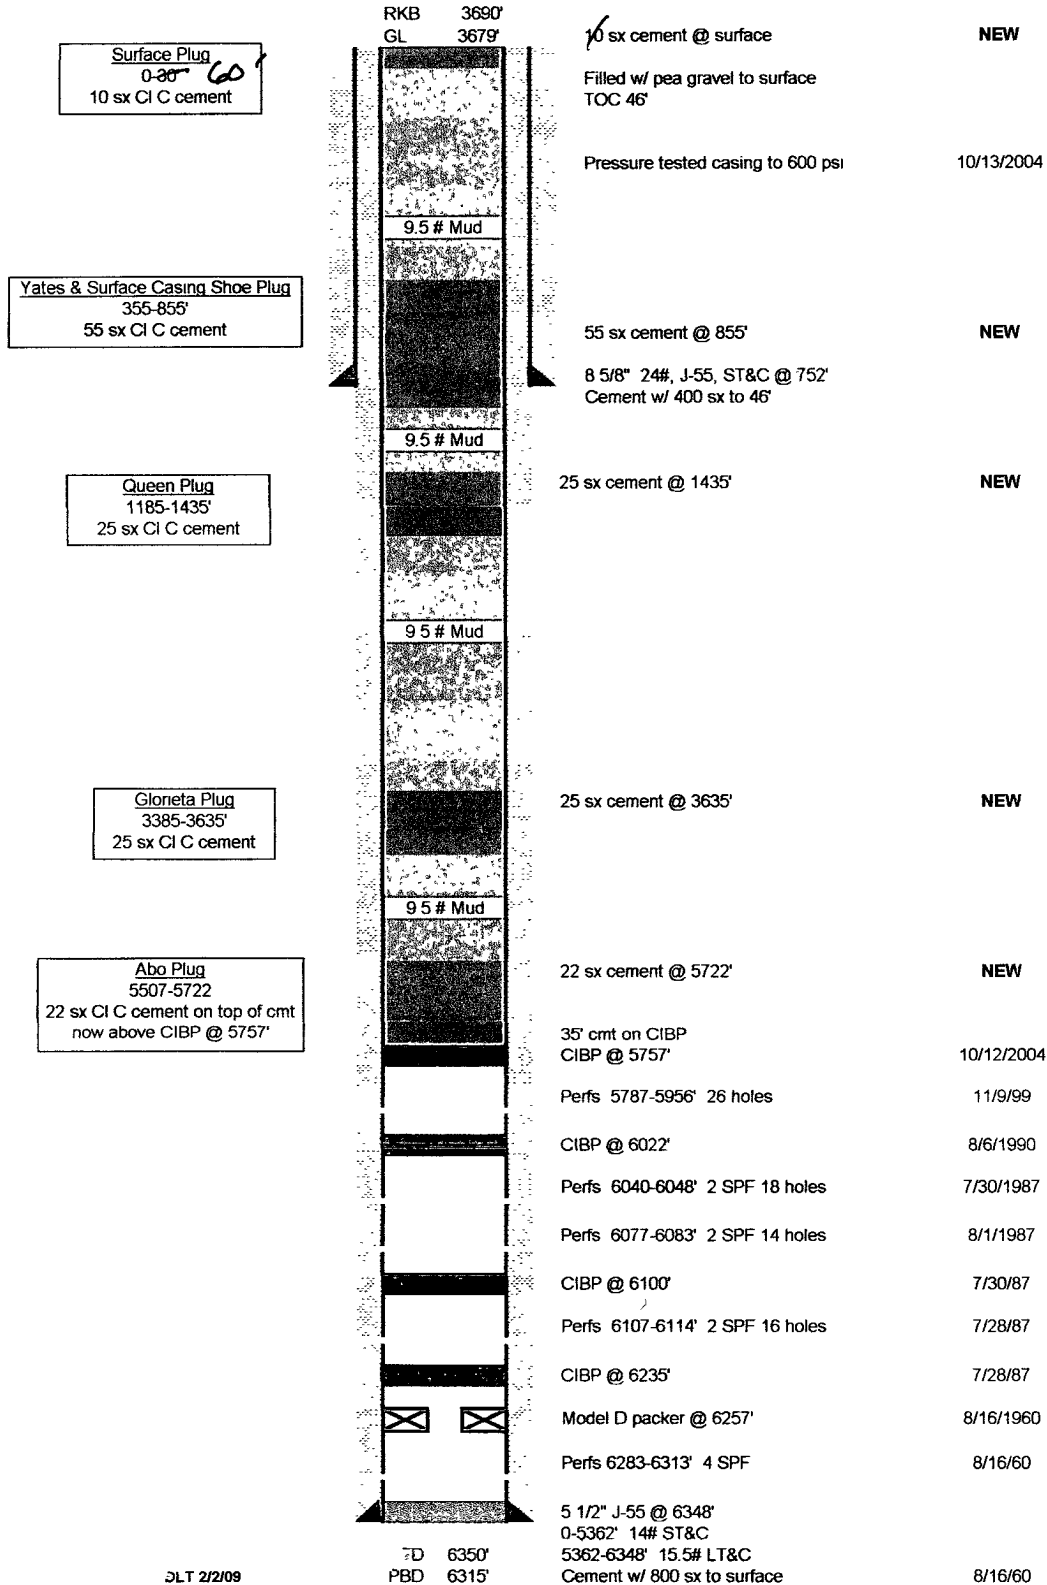 RKB 3690'
GL 3679'
10 sx cement @ surface NEW
Surface Plug
0-30 60'
10 sx Cl C cement
Filled w/ pea gravel to surface
TOC 46'
Pressure tested casing to 600 psi 10/13/2004
9.5 # Mud
Yates & Surface Casing Shoe Plug
355-855'
55 sx Cl C cement
55 sx cement @ 855' NEW
8 5/8" 24#, J-55, ST&C @ 752'
Cement w/ 400 sx to 46'
9.5 # Mud
Queen Plug
1185-1435'
25 sx Cl C cement
25 sx cement @ 1435' NEW
9 5 # Mud
Glorieta Plug
3385-3635'
25 sx Cl C cement
25 sx cement @ 3635' NEW
9 5 # Mud
Abo Plug
5507-5722
22 sx Cl C cement on top of cmt
now above CIBP @ 5757'
22 sx cement @ 5722' NEW
35' cmt on CIBP
CIBP @ 5757' 10/12/2004
Perfs 5787-5956' 26 holes 11/9/99
CIBP @ 6022' 8/6/1990
Perfs 6040-6048' 2 SPF 18 holes 7/30/1987
Perfs 6077-6083' 2 SPF 14 holes 8/1/1987
CIBP @ 6100' 7/30/87
Perfs 6107-6114' 2 SPF 16 holes 7/28/87
CIBP @ 6235' 7/28/87
Model D packer @ 6257' 8/16/1960
Perfs 6283-6313' 4 SPF 8/16/60
5 1/2" J-55 @ 6348'
0-5362' 14# ST&C
TD 6350' 5362-6348' 15.5# LT&C
DLT 2/2/09 PBD 6315' Cement w/ 800 sx to surface 8/16/60